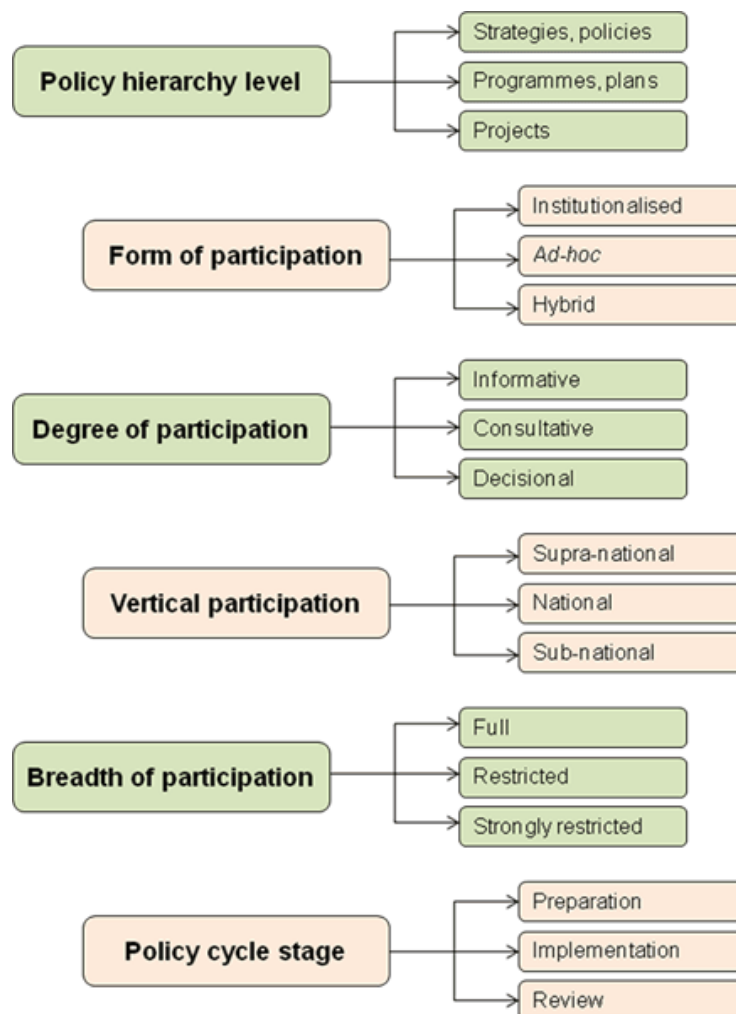 Policy hierarchy level
Strategies, policies
Programmes, plans
Projects
Form of participation
Institutionalised
Ad-hoc
Hybrid
Degree of participation
Informative
Consultative
Decisional
Vertical participation
Supra-national
National
Sub-national
Breadth of participation
Full
Restricted
Strongly restricted
Policy cycle stage
Preparation
Implementation
Review